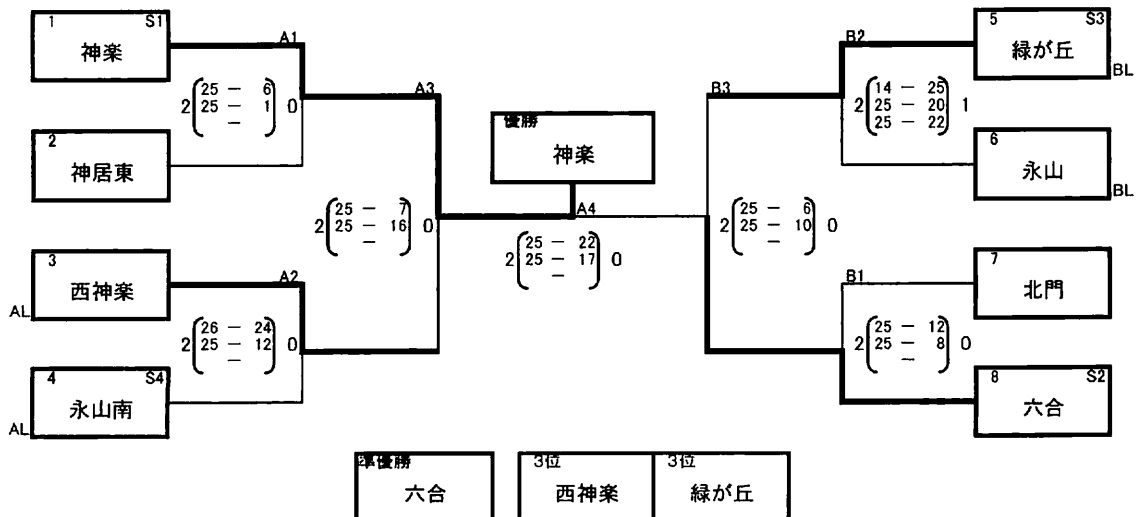 1 S1
神楽
A1
2 25 － 6 0
25 － 1
－
2
神居東
A3
2 25 － 7 0
25 － 16
－
3
西神楽
AL
A2
2 26 － 24 0
25 － 12
－
4 S4
永山南
AL
優勝
神楽
A4
2 25 － 22 0
25 － 17
－
5 S3
緑が丘
BL
B2
2 14 － 25 1
25 － 20
25 － 22
6
永山
BL
B3
2 25 － 6 0
25 － 10
－
7
北門
B1
2 25 － 12 0
25 － 8
－
8 S2
六合
準優勝
六合
3位
西神楽
3位
緑が丘